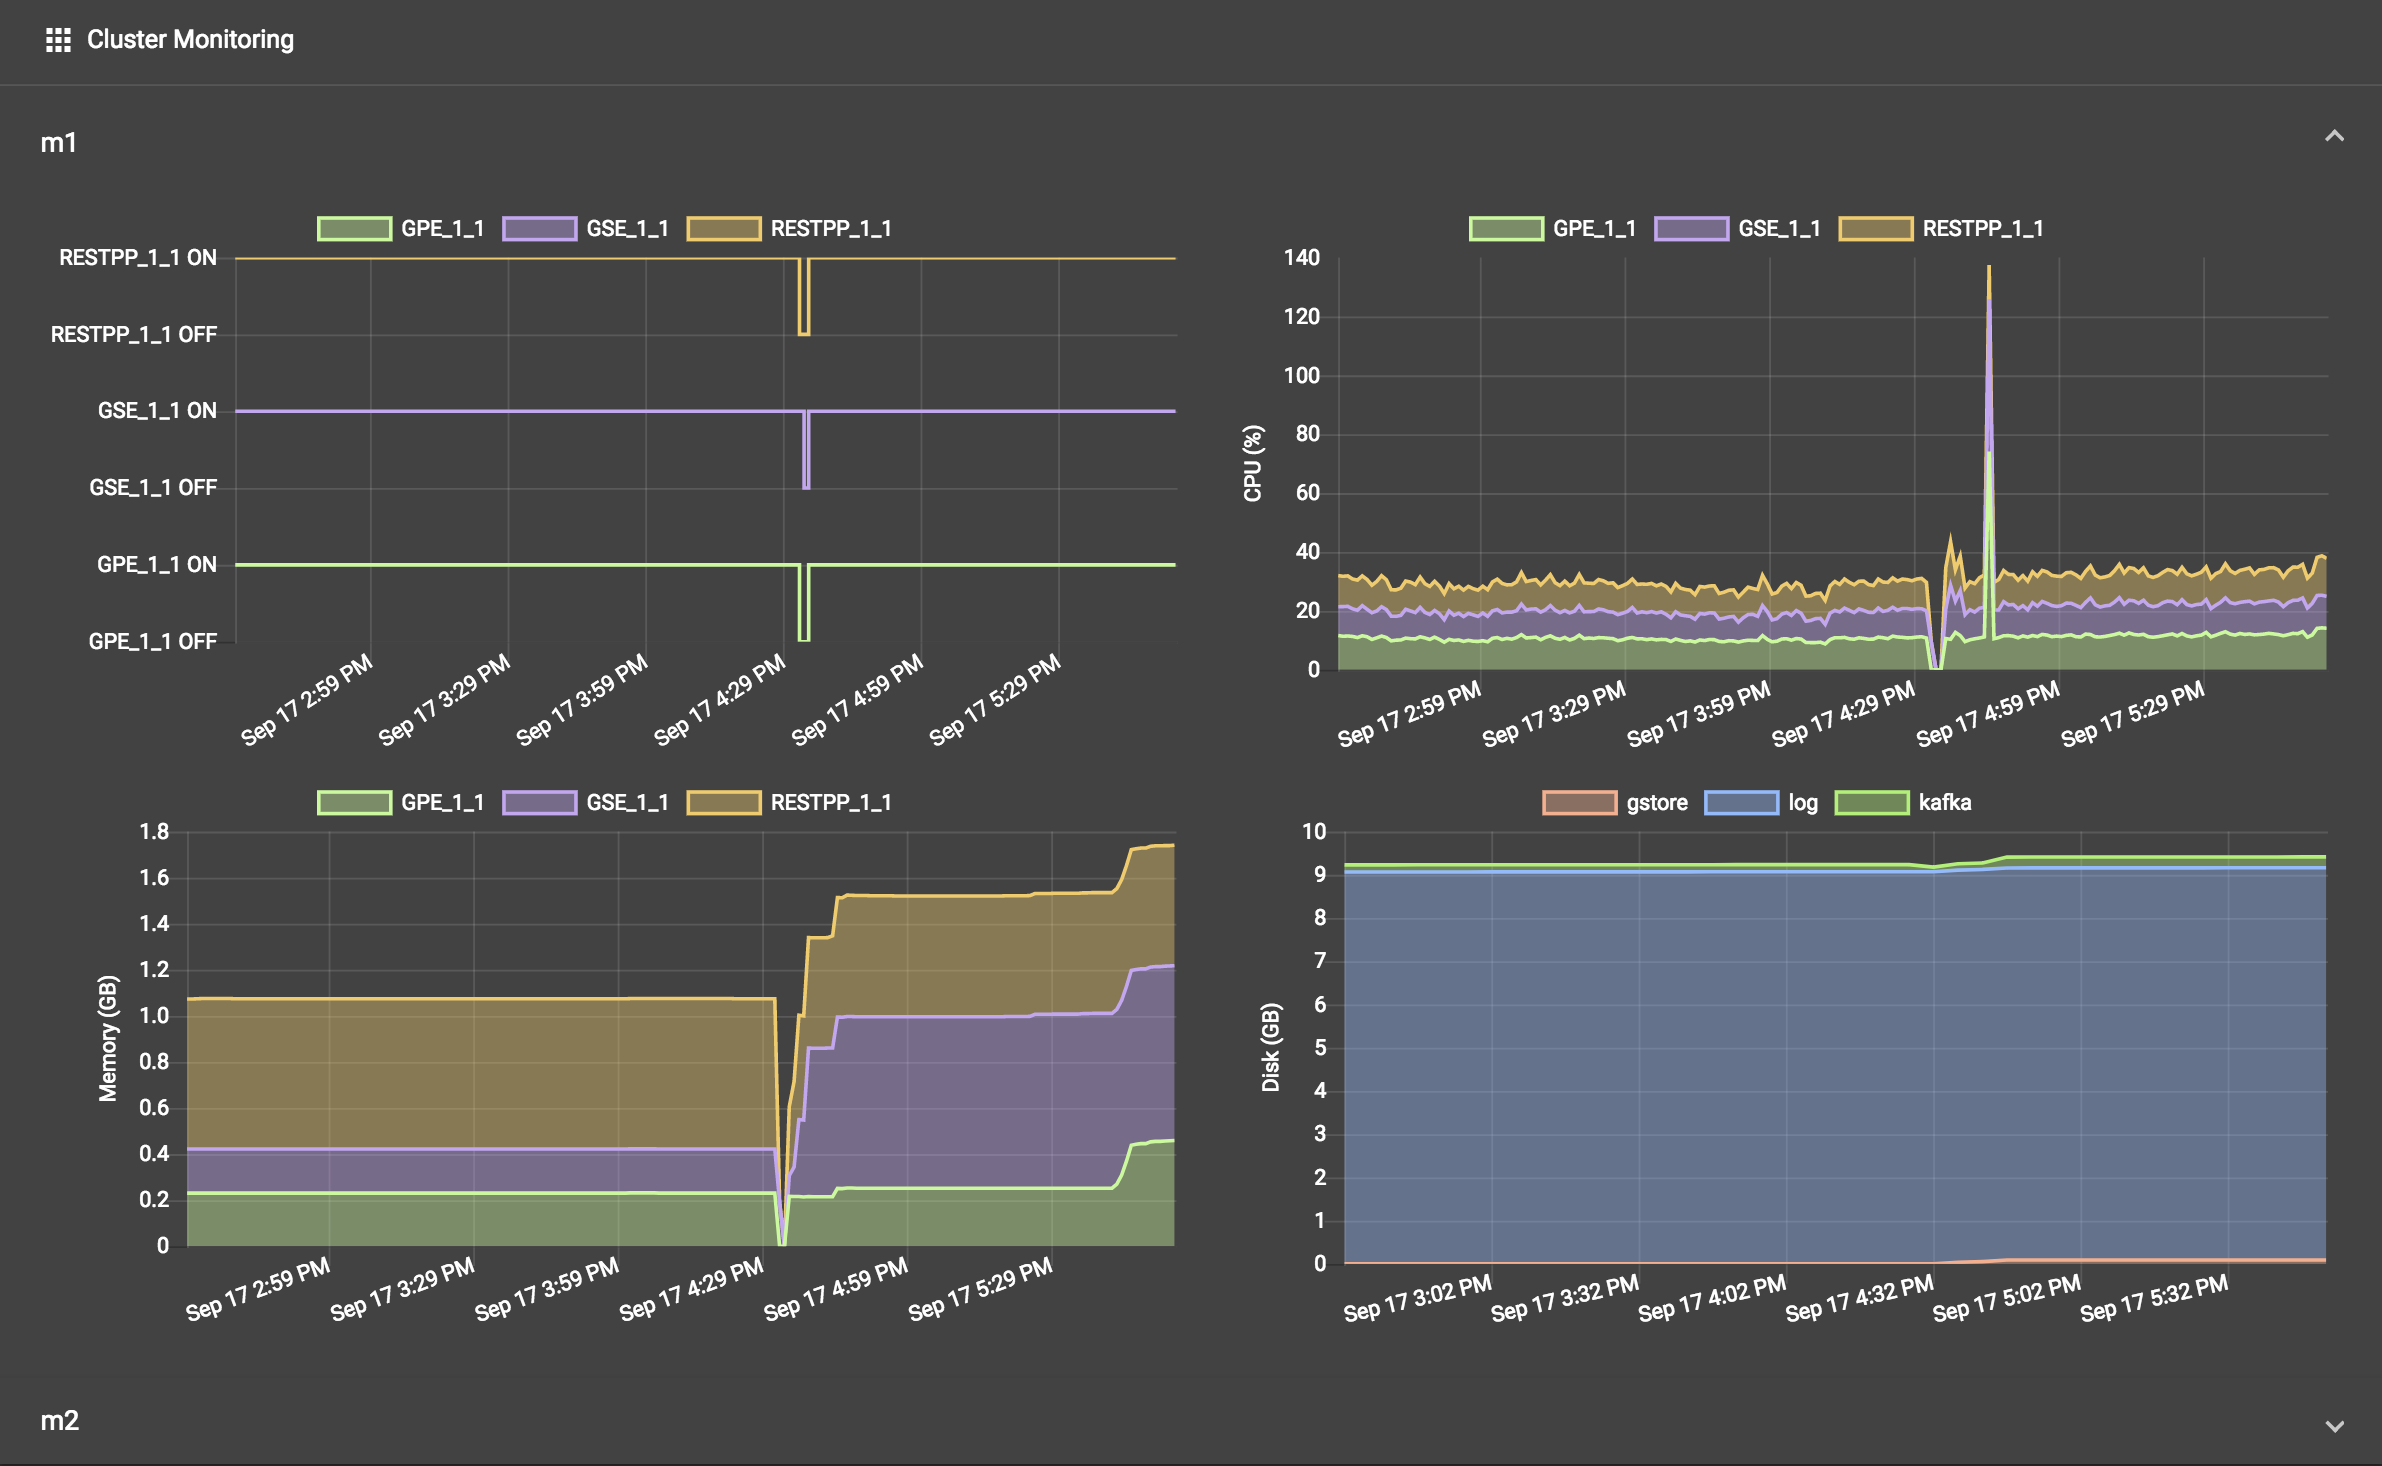 Cluster Monitoring
m1
GPE_1_1 GSE_1_1 RESTPP_1_1
RESTPP_1_1 ON
RESTPP_1_1 OFF
GSE_1_1 ON
GSE_1_1 OFF
GPE_1_1 ON
GPE_1_1 OFF
Sep 17 2:59 PM Sep 17 3:29 PM Sep 17 3:59 PM Sep 17 4:29 PM Sep 17 4:59 PM Sep 17 5:29 PM
GPE_1_1 GSE_1_1 RESTPP_1_1
CPU (%)
140
120
100
80
60
40
20
0
Sep 17 2:59 PM Sep 17 3:29 PM Sep 17 3:59 PM Sep 17 4:29 PM Sep 17 4:59 PM Sep 17 5:29 PM
GPE_1_1 GSE_1_1 RESTPP_1_1
Memory (GB)
1.8
1.6
1.4
1.2
1.0
0.8
0.6
0.4
0.2
0
Sep 17 2:59 PM Sep 17 3:29 PM Sep 17 3:59 PM Sep 17 4:29 PM Sep 17 4:59 PM Sep 17 5:29 PM
gstore log kafka
Disk (GB)
10
9
8
7
6
5
4
3
2
1
0
Sep 17 3:02 PM Sep 17 3:32 PM Sep 17 4:02 PM Sep 17 4:32 PM Sep 17 5:02 PM Sep 17 5:32 PM
m2